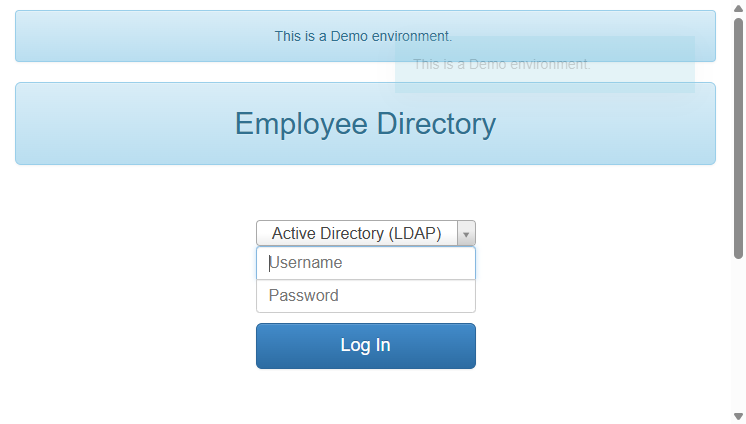 This is a Demo environment.
This is a Demo environment.
Employee Directory
Active Directory (LDAP)
Username
Password
Log In